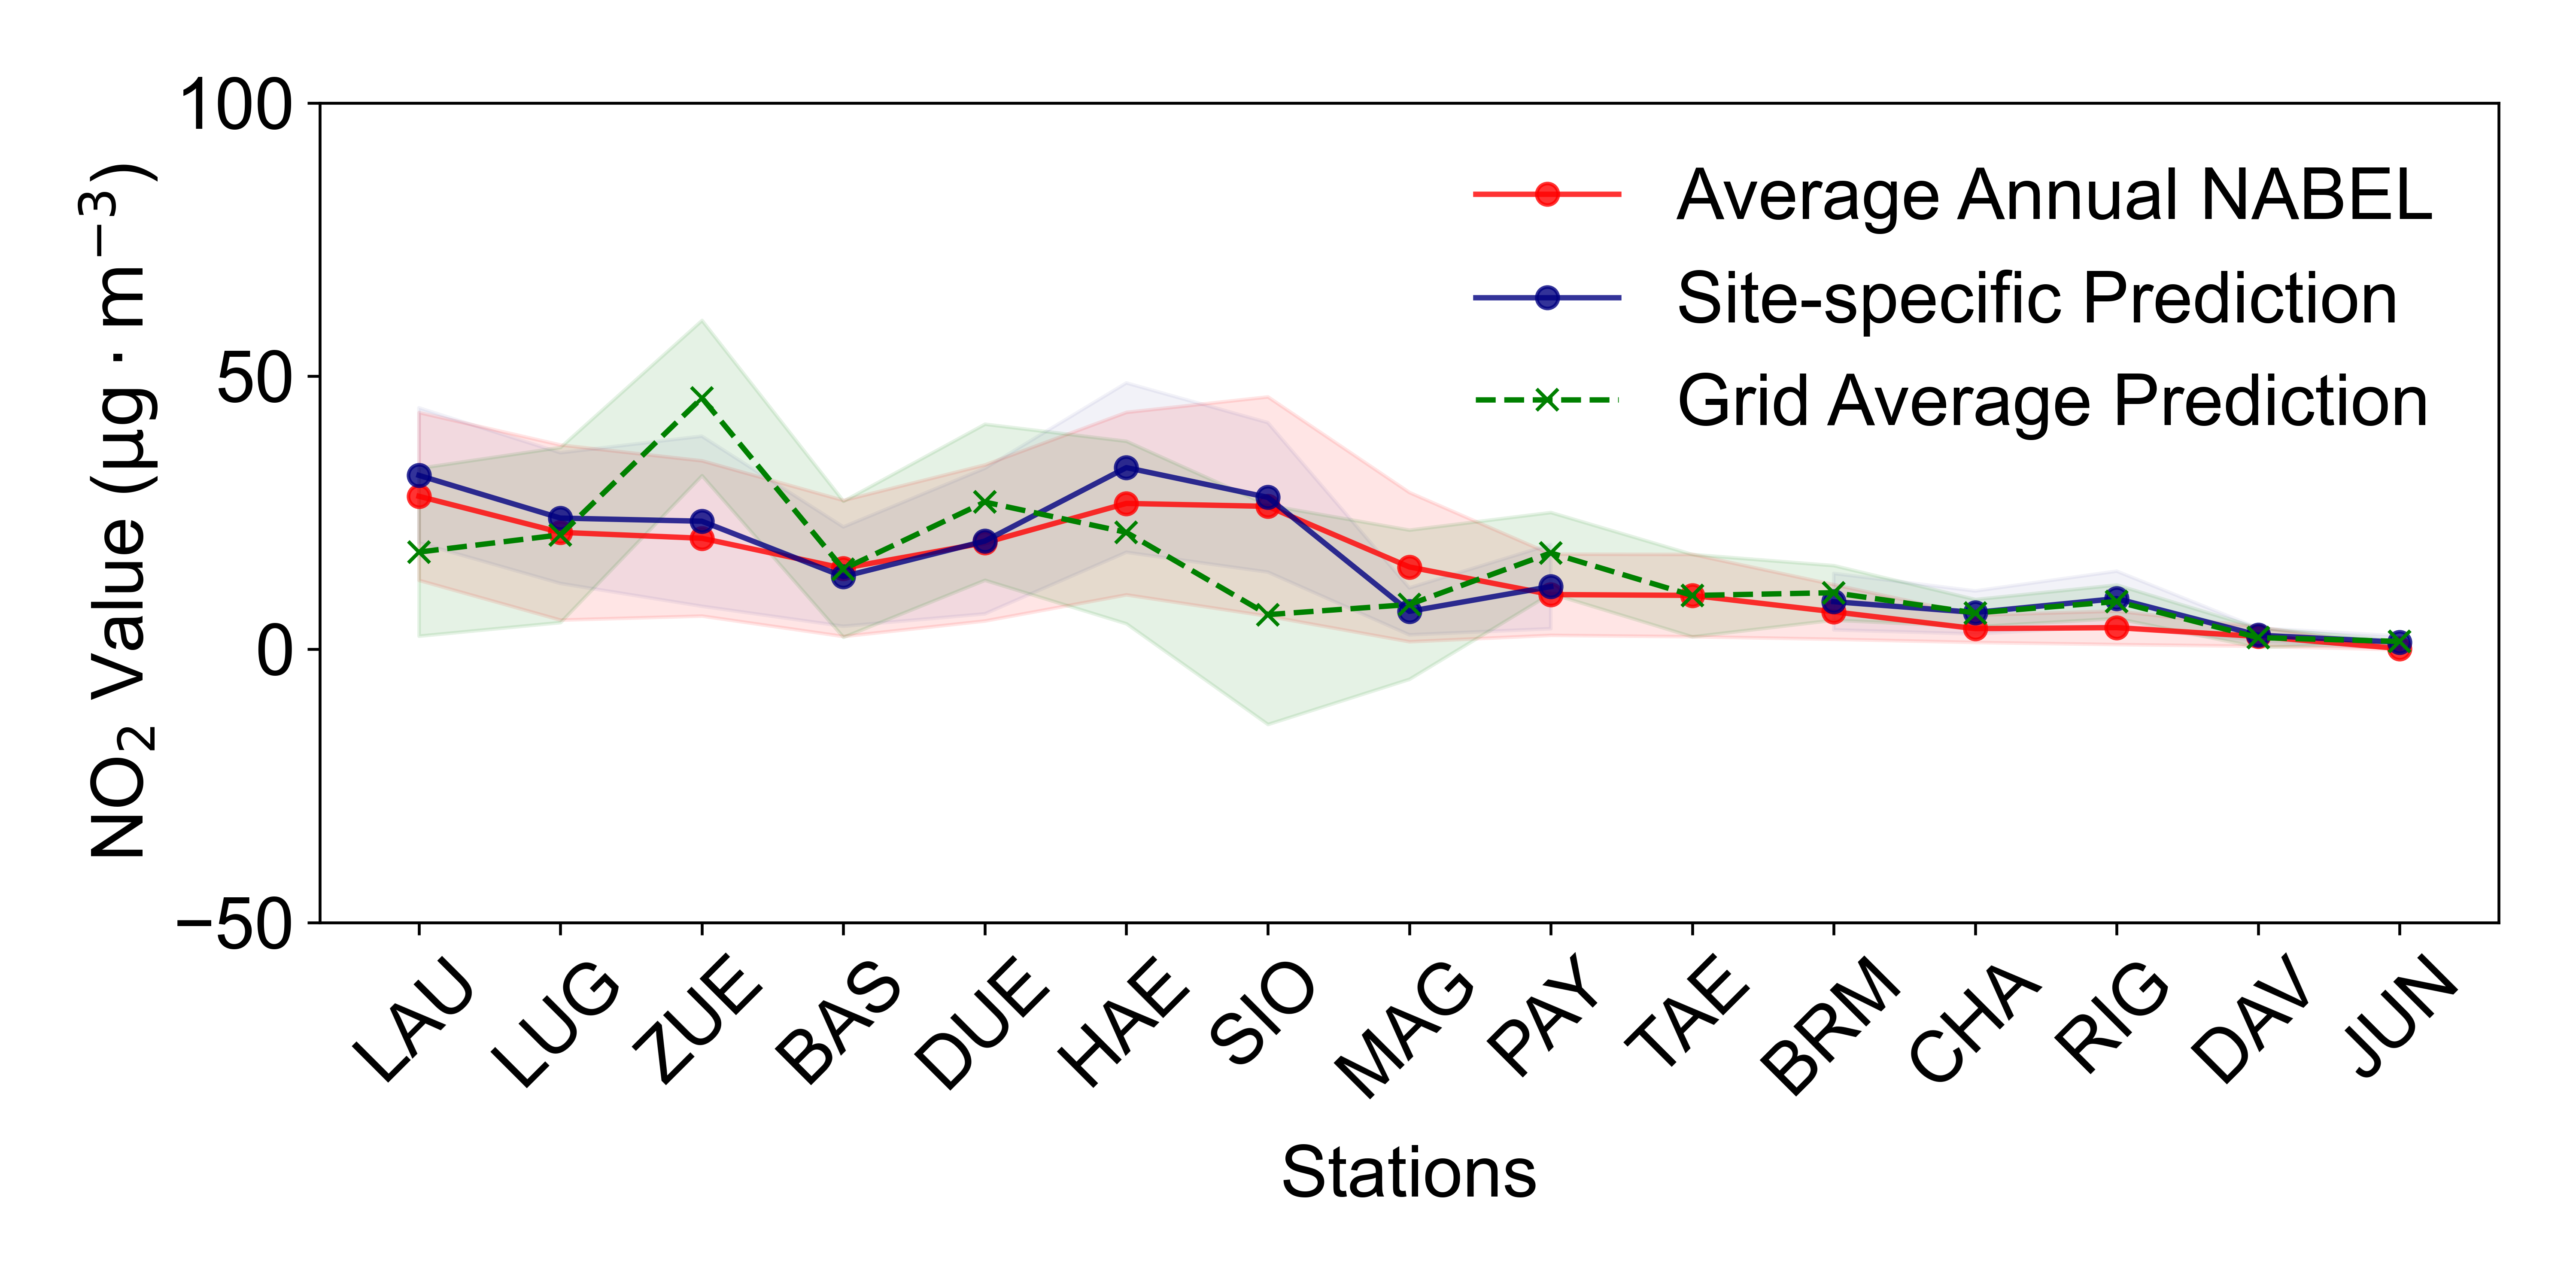 100
50
0
−50
NO₂ Value (µg · m⁻³)
Average Annual NABEL
Site-specific Prediction
Grid Average Prediction
LAU
LUG
ZUE
BAS
DUE
HAE
SIO
MAG
PAY
TAE
BRM
CHA
RIG
DAV
JUN
Stations